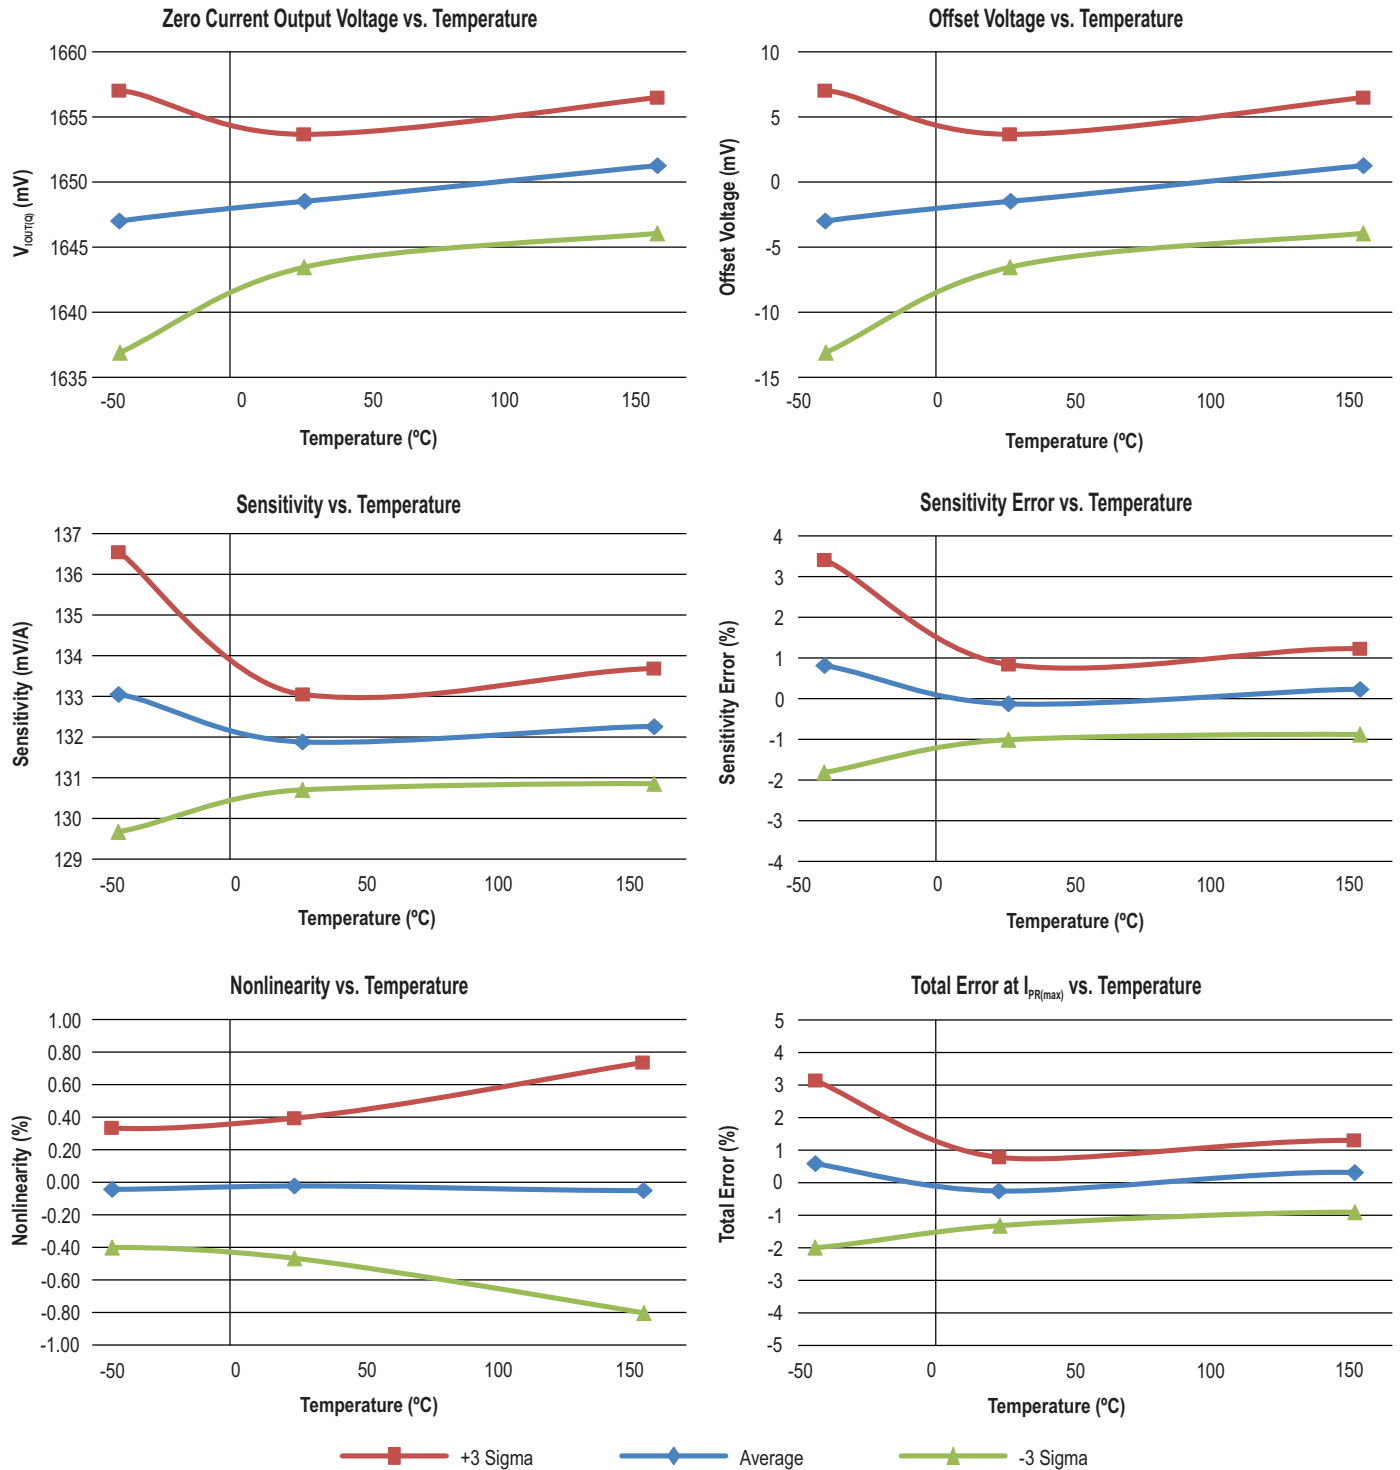 Zero Current Output Voltage vs. Temperature
1660
1655
1650
1645
1640
1635
V_IOUT(Q) (mV)
-50 0 50 100 150
Temperature (ºC)
Offset Voltage vs. Temperature
10
5
0
-5
-10
-15
Offset Voltage (mV)
-50 0 50 100 150
Temperature (ºC)
Sensitivity vs. Temperature
137
136
135
134
133
132
131
130
129
Sensitivity (mV/A)
-50 0 50 100 150
Temperature (ºC)
Sensitivity Error vs. Temperature
4
3
2
1
0
-1
-2
-3
-4
Sensitivity Error (%)
-50 0 50 100 150
Temperature (ºC)
Nonlinearity vs. Temperature
1.00
0.80
0.60
0.40
0.20
0.00
-0.20
-0.40
-0.60
-0.80
-1.00
Nonlinearity (%)
-50 0 50 100 150
Temperature (ºC)
Total Error at I_PR(max) vs. Temperature
5
4
3
2
1
0
-1
-2
-3
-4
-5
Total Error (%)
-50 0 50 100 150
Temperature (ºC)
+3 Sigma Average -3 Sigma